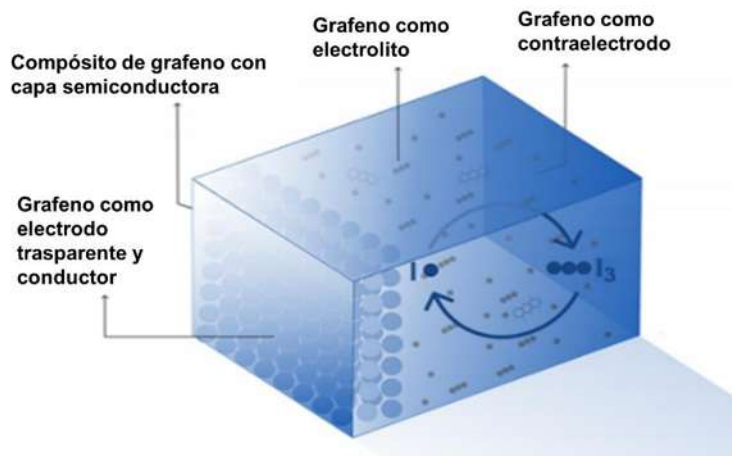 Grafeno como
electrolito
Grafeno como
contraelectrodo
Compósito de grafeno con
capa semiconductora
Grafeno como
electrodo
trasparente y
conductor
I
I₃